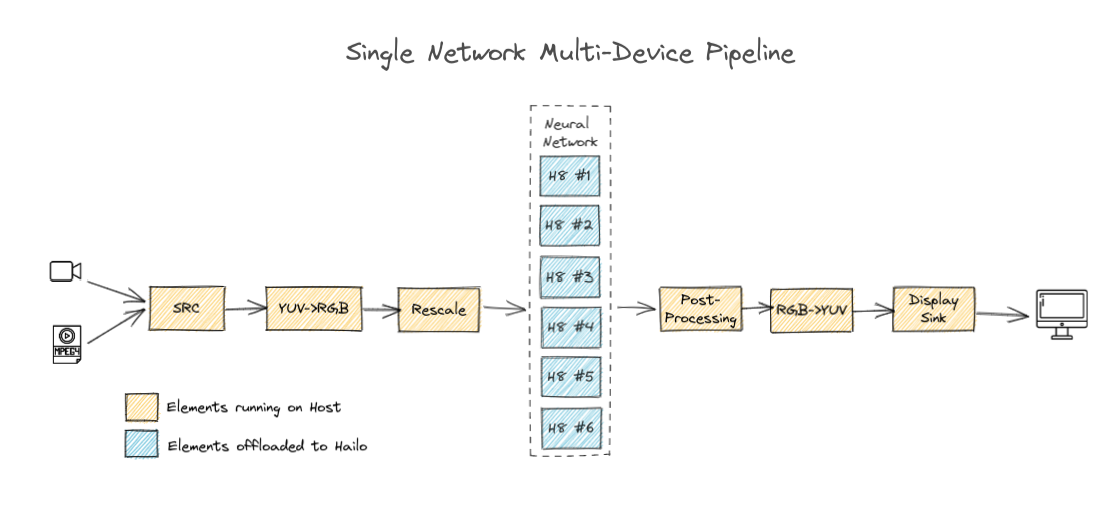 Single Network Multi-Device Pipeline
Neural
Network
H8 #1
H8 #2
H8 #3
H8 #4
H8 #5
H8 #6
MPEG4
SRC
YUV->RGB
Rescale
Post-
Processing
RGB->YUV
Display
Sink
Elements running on Host
Elements offloaded to Hailo